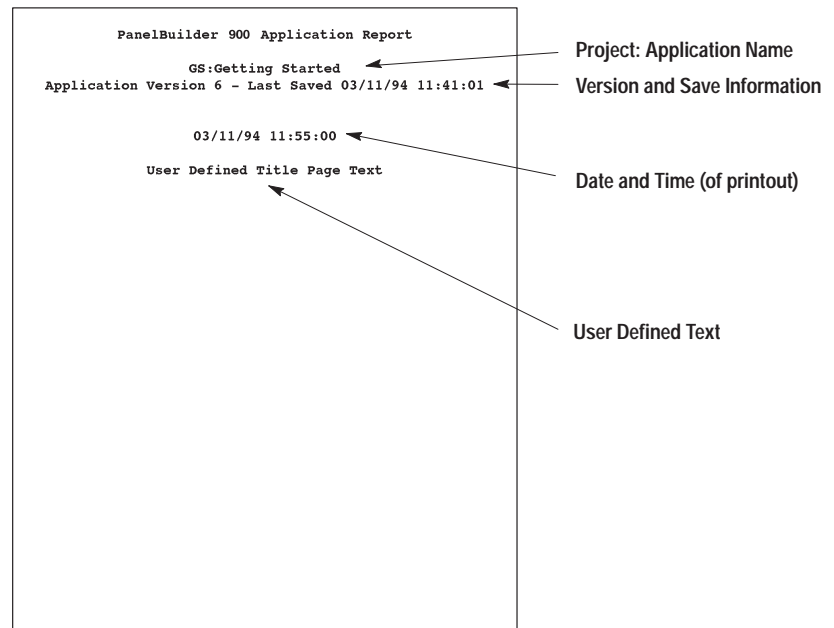 PanelBuilder 900 Application Report
GS:Getting Started
Application Version 6 - Last Saved 03/11/94 11:41:01
03/11/94 11:55:00
User Defined Title Page Text
Project: Application Name
Version and Save Information
Date and Time (of printout)
User Defined Text